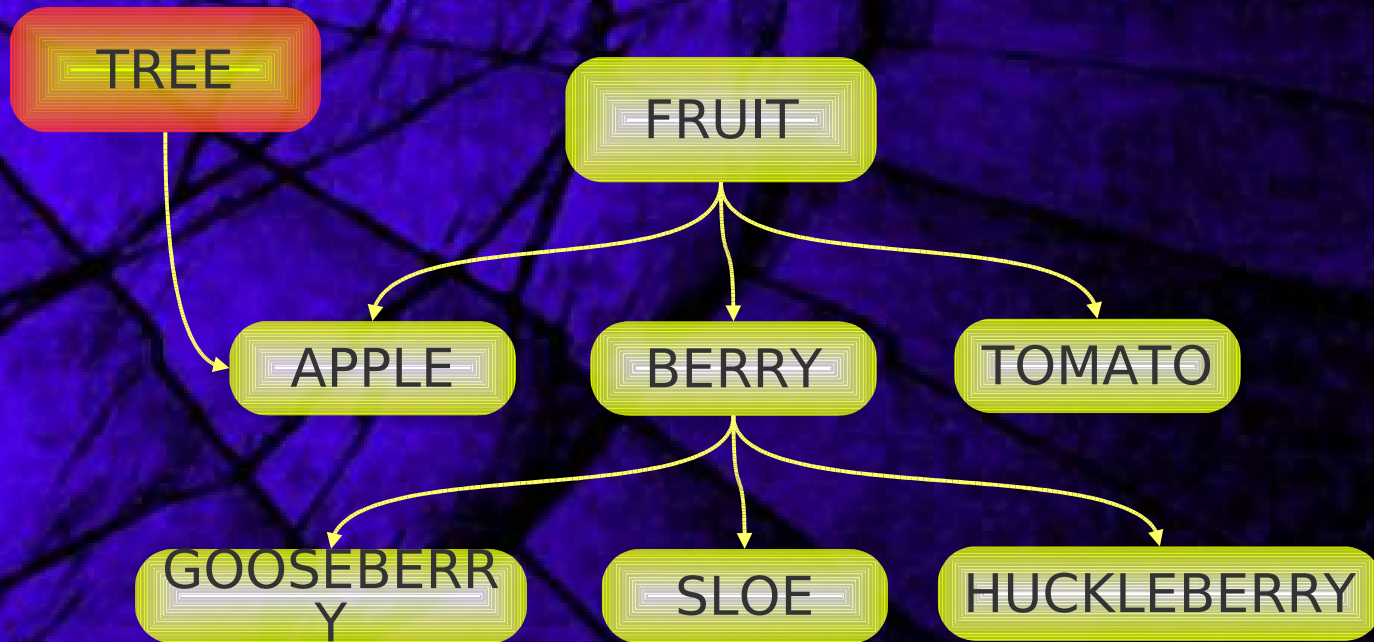 TREE
FRUIT
APPLE
BERRY
TOMATO
GOOSEBERR
Y
SLOE
HUCKLEBERRY